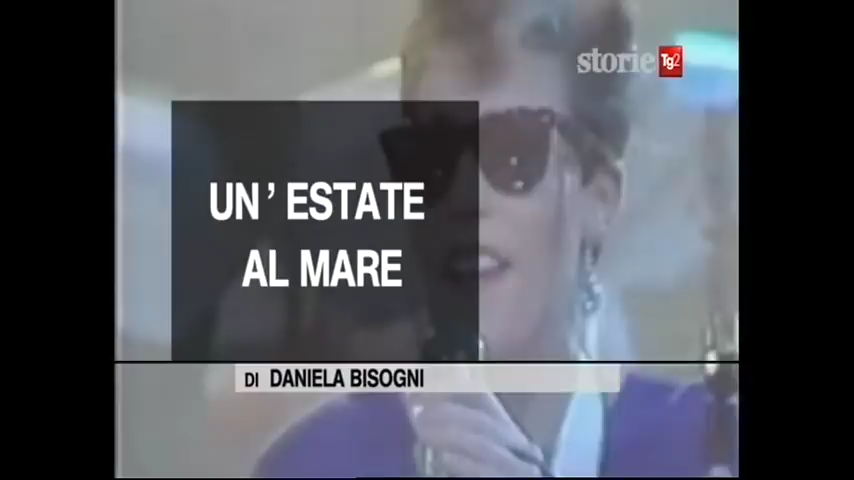 storie Tg2
UN' ESTATE
AL MARE
DI DANIELA BISOGNI